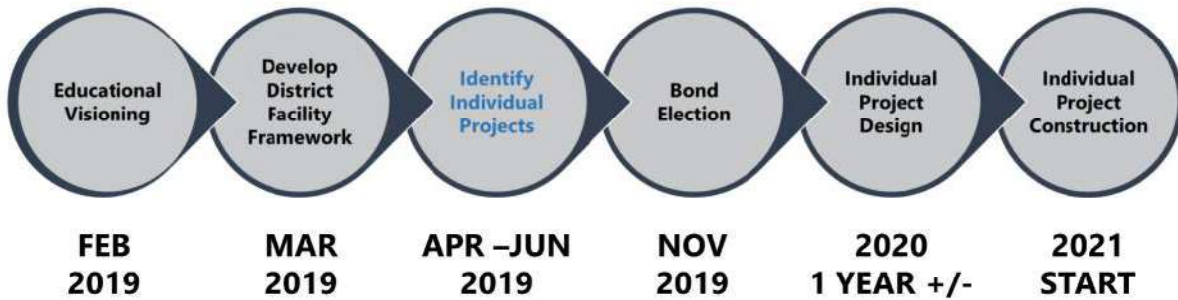 Educational
Visioning
Develop
District
Facility
Framework
Identify
Individual
Projects
Bond
Election
Individual
Project
Design
Individual
Project
Construction
FEB
2019
MAR
2019
APR –JUN
2019
NOV
2019
2020
1 YEAR +/-
2021
START